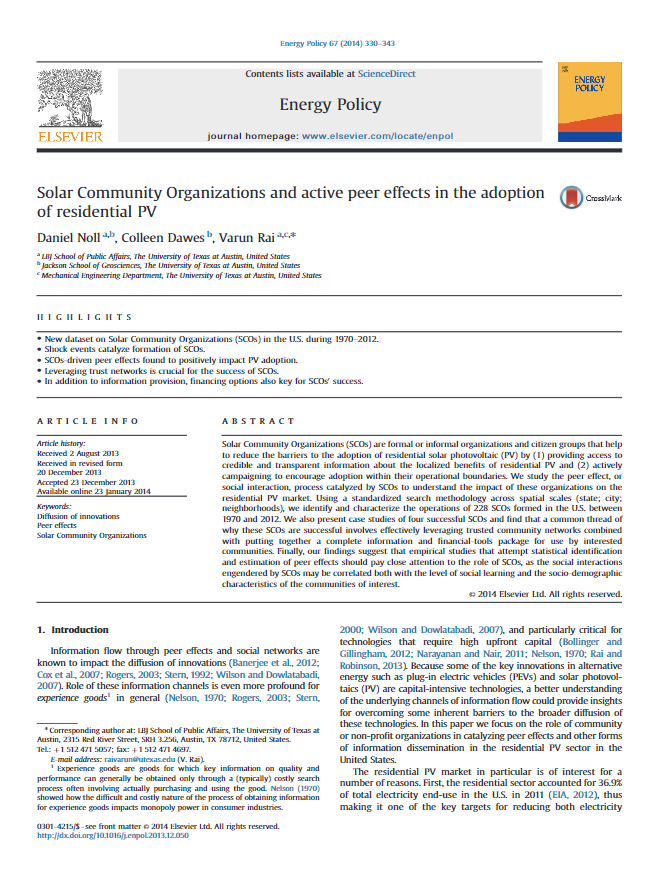 Energy Policy 67 (2014) 330–343
Contents lists available at ScienceDirect
Energy Policy
journal homepage: www.elsevier.com/locate/enpol
ELSEVIER
ENERGY
POLICY
Solar Community Organizations and active peer effects in the adoption
of residential PV
CrossMark
Daniel Noll a,b, Colleen Dawes b, Varun Rai a,c,*
a LBJ School of Public Affairs, The University of Texas at Austin, United States
b Jackson School of Geosciences, The University of Texas at Austin, United States
c Mechanical Engineering Department, The University of Texas at Austin, United States
HIGHLIGHTS
• New dataset on Solar Community Organizations (SCOs) in the U.S. during 1970–2012.
• Shock events catalyze formation of SCOs.
• SCOs-driven peer effects found to positively impact PV adoption.
• Leveraging trust networks is crucial for the success of SCOs.
• In addition to information provision, financing options also key for SCOs' success.
ARTICLE INFO
Article history:
Received 2 August 2013
Received in revised form
20 December 2013
Accepted 23 December 2013
Available online 23 January 2014
Keywords:
Diffusion of innovations
Peer effects
Solar Community Organizations
ABSTRACT
Solar Community Organizations (SCOs) are formal or informal organizations and citizen groups that help
to reduce the barriers to the adoption of residential solar photovoltaic (PV) by (1) providing access to
credible and transparent information about the localized benefits of residential PV and (2) actively
campaigning to encourage adoption within their operational boundaries. We study the peer effect, or
social interaction, process catalyzed by SCOs to understand the impact of these organizations on the
residential PV market. Using a standardized search methodology across spatial scales (state; city;
neighborhoods), we identify and characterize the operations of 228 SCOs formed in the U.S. between
1970 and 2012. We also present case studies of four successful SCOs and find that a common thread of
why these SCOs are successful involves effectively leveraging trusted community networks combined
with putting together a complete information and financial-tools package for use by interested
communities. Finally, our findings suggest that empirical studies that attempt statistical identification
and estimation of peer effects should pay close attention to the role of SCOs, as the social interactions
engendered by SCOs may be correlated both with the level of social learning and the socio-demographic
characteristics of the communities of interest.
© 2014 Elsevier Ltd. All rights reserved.
1. Introduction
Information flow through peer effects and social networks are
known to impact the diffusion of innovations (Banerjee et al., 2012;
Cox et al., 2007; Rogers, 2003; Stern, 1992; Wilson and Dowlatabadi,
2007). Role of these information channels is even more profound for
experience goods1 in general (Nelson, 1970; Rogers, 2003; Stern,
* Corresponding author at: LBJ School of Public Affairs, The University of Texas at
Austin, 2315 Red River Street, SRH 3.256, Austin, TX 78712, United States.
Tel.: +1 512 471 5057; fax: +1 512 471 4697.
E-mail address: raivarun@utexas.edu (V. Rai).
1 Experience goods are goods for which key information on quality and
performance can generally be obtained only through a (typically) costly search
process often involving actually purchasing and using the good. Nelson (1970)
showed how the difficult and costly nature of the process of obtaining information
for experience goods impacts monopoly power in consumer industries.
2000; Wilson and Dowlatabadi, 2007), and particularly critical for
technologies that require high upfront capital (Bollinger and
Gillingham, 2012; Narayanan and Nair, 2011; Nelson, 1970; Rai and
Robinson, 2013). Because some of the key innovations in alternative
energy such as plug-in electric vehicles (PEVs) and solar photovol-
taics (PV) are capital-intensive technologies, a better understanding
of the underlying channels of information flow could provide insights
for overcoming some inherent barriers to the broader diffusion of
these technologies. In this paper we focus on the role of community
or non-profit organizations in catalyzing peer effects and other forms
of information dissemination in the residential PV sector in the
United States.
The residential PV market in particular is of interest for a
number of reasons. First, the residential sector accounted for 36.9%
of total electricity end-use in the U.S. in 2011 (EIA, 2012), thus
making it one of the key targets for reducing both electricity
0301-4215/$ - see front matter © 2014 Elsevier Ltd. All rights reserved.
http://dx.doi.org/10.1016/j.enpol.2013.12.050